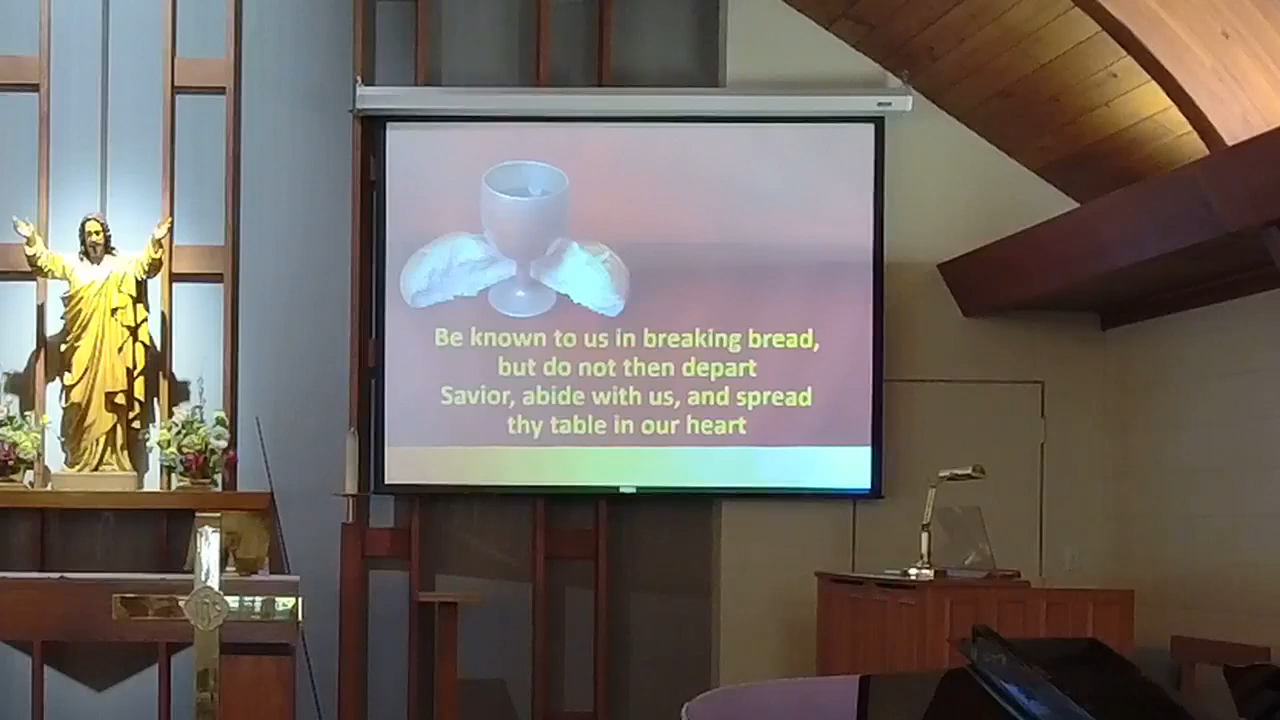 Be known to us in breaking bread,
but do not then depart
Savior, abide with us, and spread
thy table in our heart